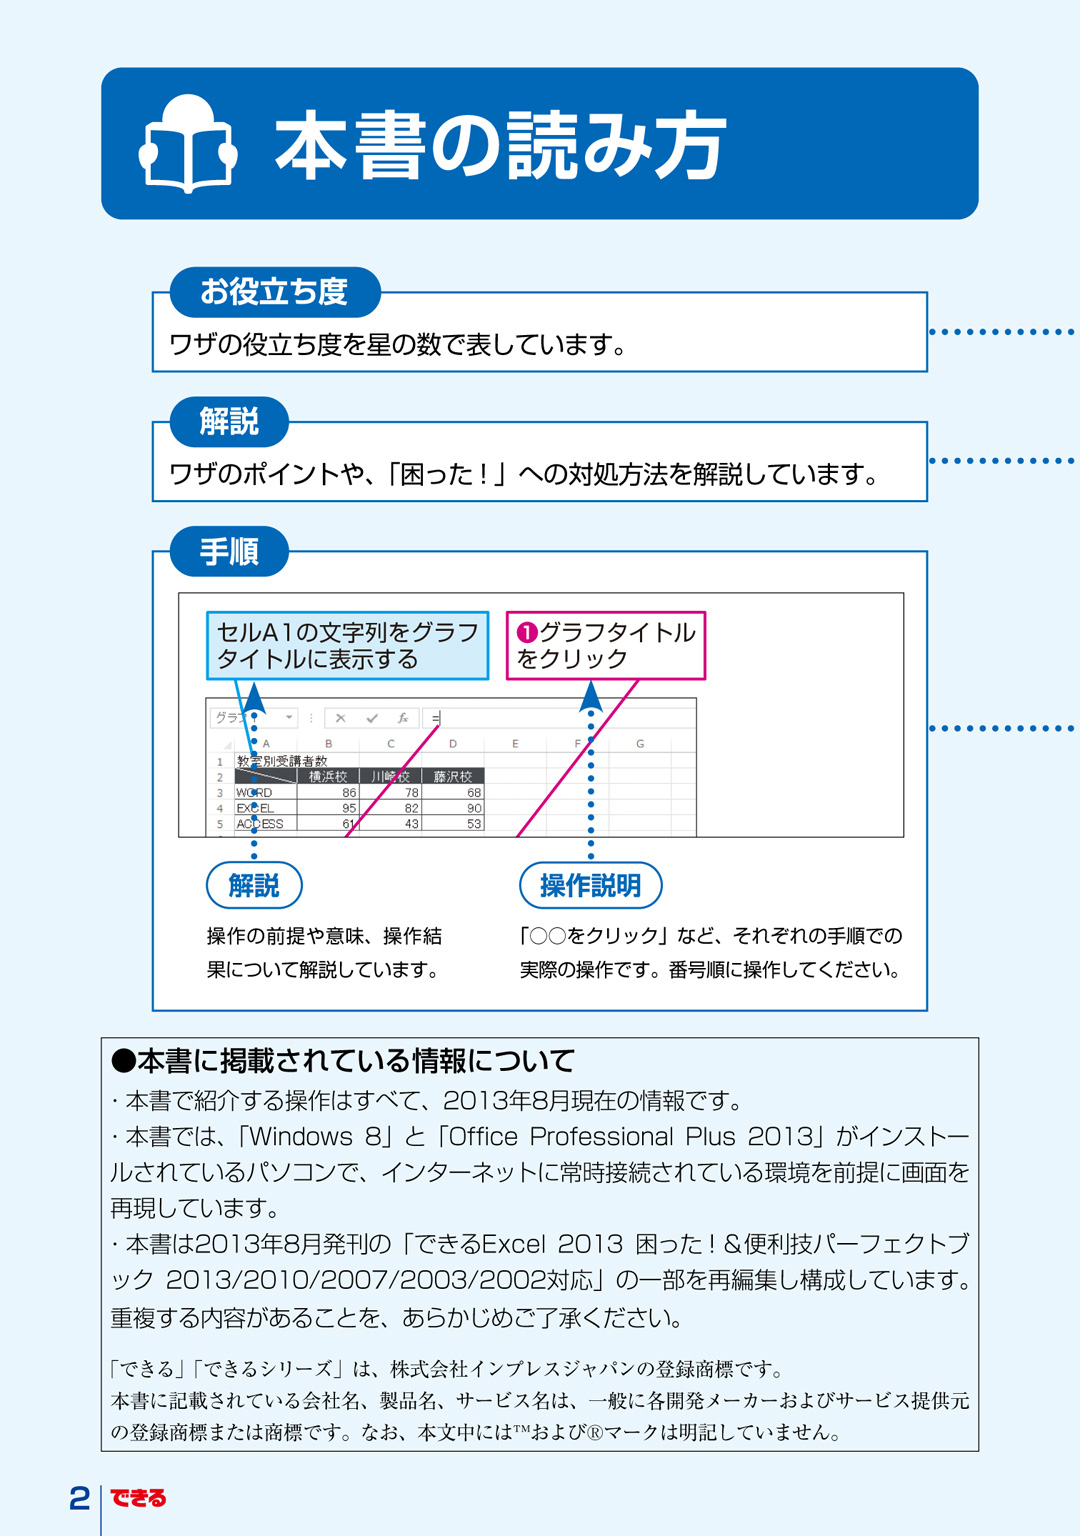 本書の読み方
お役立ち度
ワザの役立ち度を星の数で表しています。
解説
ワザのポイントや、「困った！」への対処方法を解説しています。
手順
セルA1の文字列をグラフ
タイトルに表示する
❶グラフタイトル
をクリック
グラフ
fx
=
A B C D E F G
1 教室別受講者数
2 横浜校 川崎校 藤沢校
3 WORD 86 78 68
4 EXCEL 95 82 90
5 ACCESS 61 43 53
解説
操作の前提や意味、操作結
果について解説しています。
操作説明
「○○をクリック」など、それぞれの手順での
実際の操作です。番号順に操作してください。
●本書に掲載されている情報について
・本書で紹介する操作はすべて、2013年8月現在の情報です。
・本書では、「Windows 8」と「Office Professional Plus 2013」がインストー
ルされているパソコンで、インターネットに常時接続されている環境を前提に画面を
再現しています。
・本書は2013年8月発刊の「できるExcel 2013 困った！＆便利技パーフェクトブ
ック 2013/2010/2007/2003/2002対応」の一部を再編集し構成しています。
重複する内容があることを、あらかじめご了承ください。
「できる」「できるシリーズ」は、株式会社インプレスジャパンの登録商標です。
本書に記載されている会社名、製品名、サービス名は、一般に各開発メーカーおよびサービス提供元
の登録商標または商標です。なお、本文中には™および®マークは明記していません。
2 できる